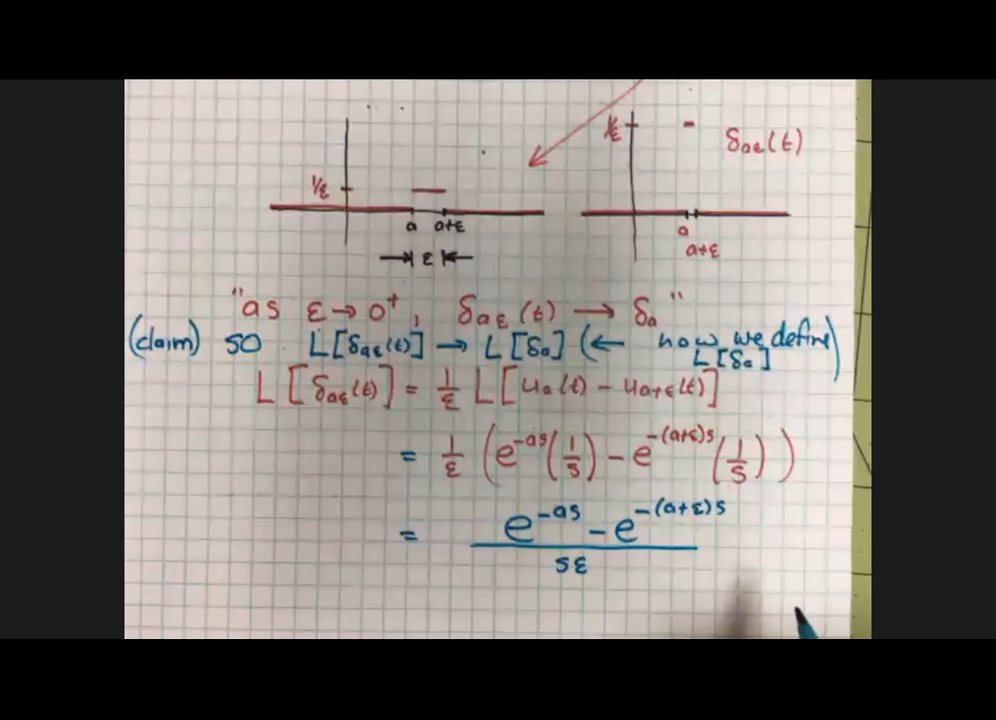 1/ε
a a+ε
→| ε |←
1/ε
δaε(t)
a
a+ε
"as ε → 0⁺, δaε(t) → δa"
(claim) so L[δaε(t)] → L[δa] (← how we define L[δa])
L[δaε(t)] = 1/ε L[ua(t) - ua+ε(t)]
= 1/ε (e^-as(1/s) - e^-(a+ε)s (1/s))
= (e^-as - e^-(a+ε)s) / sε